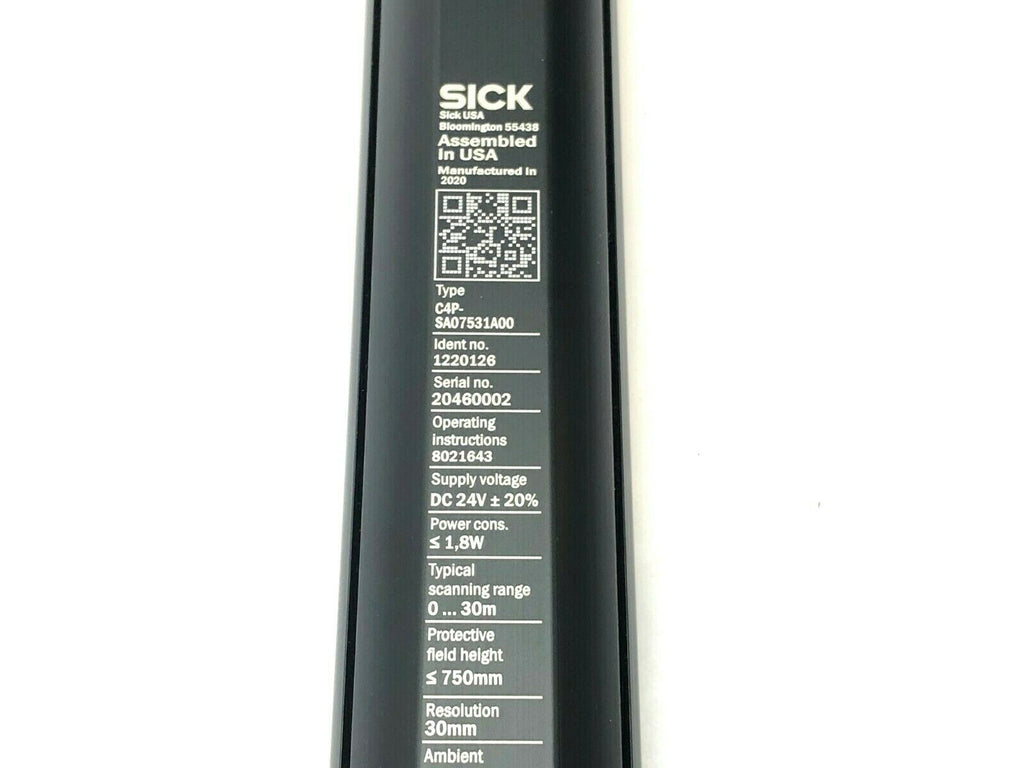 SICK
Sick USA
Bloomington 55438
Assembled
In USA
Manufactured in
2020
Type
C4P-
SA07531A00
Ident no.
1220126
Serial no.
20460002
Operating
instructions
8021643
Supply voltage
DC 24V ± 20%
Power cons.
≤ 1,8W
Typical
scanning range
0 ... 30m
Protective
field height
≤ 750mm
Resolution
30mm
Ambient